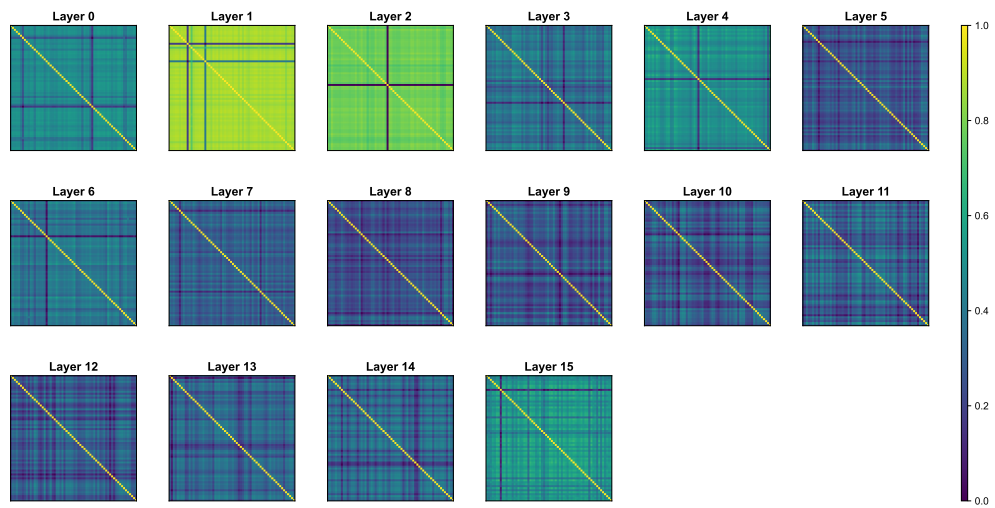 Layer 0
Layer 1
Layer 2
Layer 3
Layer 4
Layer 5
1.0
0.8
0.6
0.4
0.2
0.0
Layer 6
Layer 7
Layer 8
Layer 9
Layer 10
Layer 11
Layer 12
Layer 13
Layer 14
Layer 15